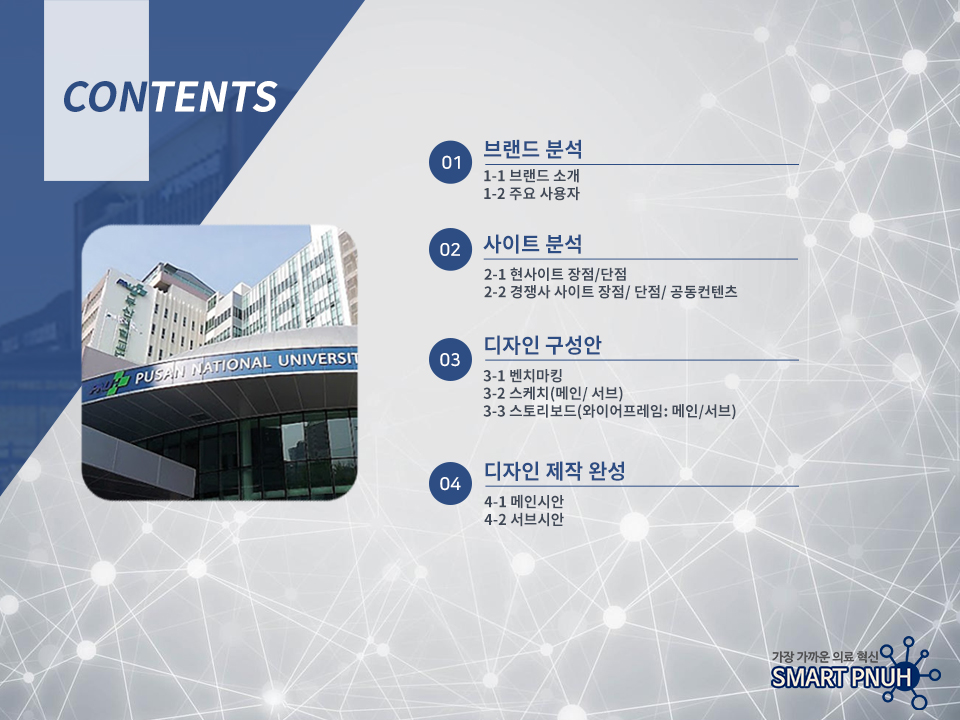 CONTENTS
01
브랜드 분석
1-1 브랜드 소개
1-2 주요 사용자
02
사이트 분석
2-1 현사이트 장점/단점
2-2 경쟁사 사이트 장점/ 단점/ 공동컨텐츠
03
디자인 구성안
3-1 벤치마킹
3-2 스케치(메인/ 서브)
3-3 스토리보드(와이어프레임: 메인/서브)
04
디자인 제작 완성
4-1 메인시안
4-2 서브시안
PUSAN NATIONAL UNIVERSIT
가장 가까운 의료 혁신
SMART PNUH